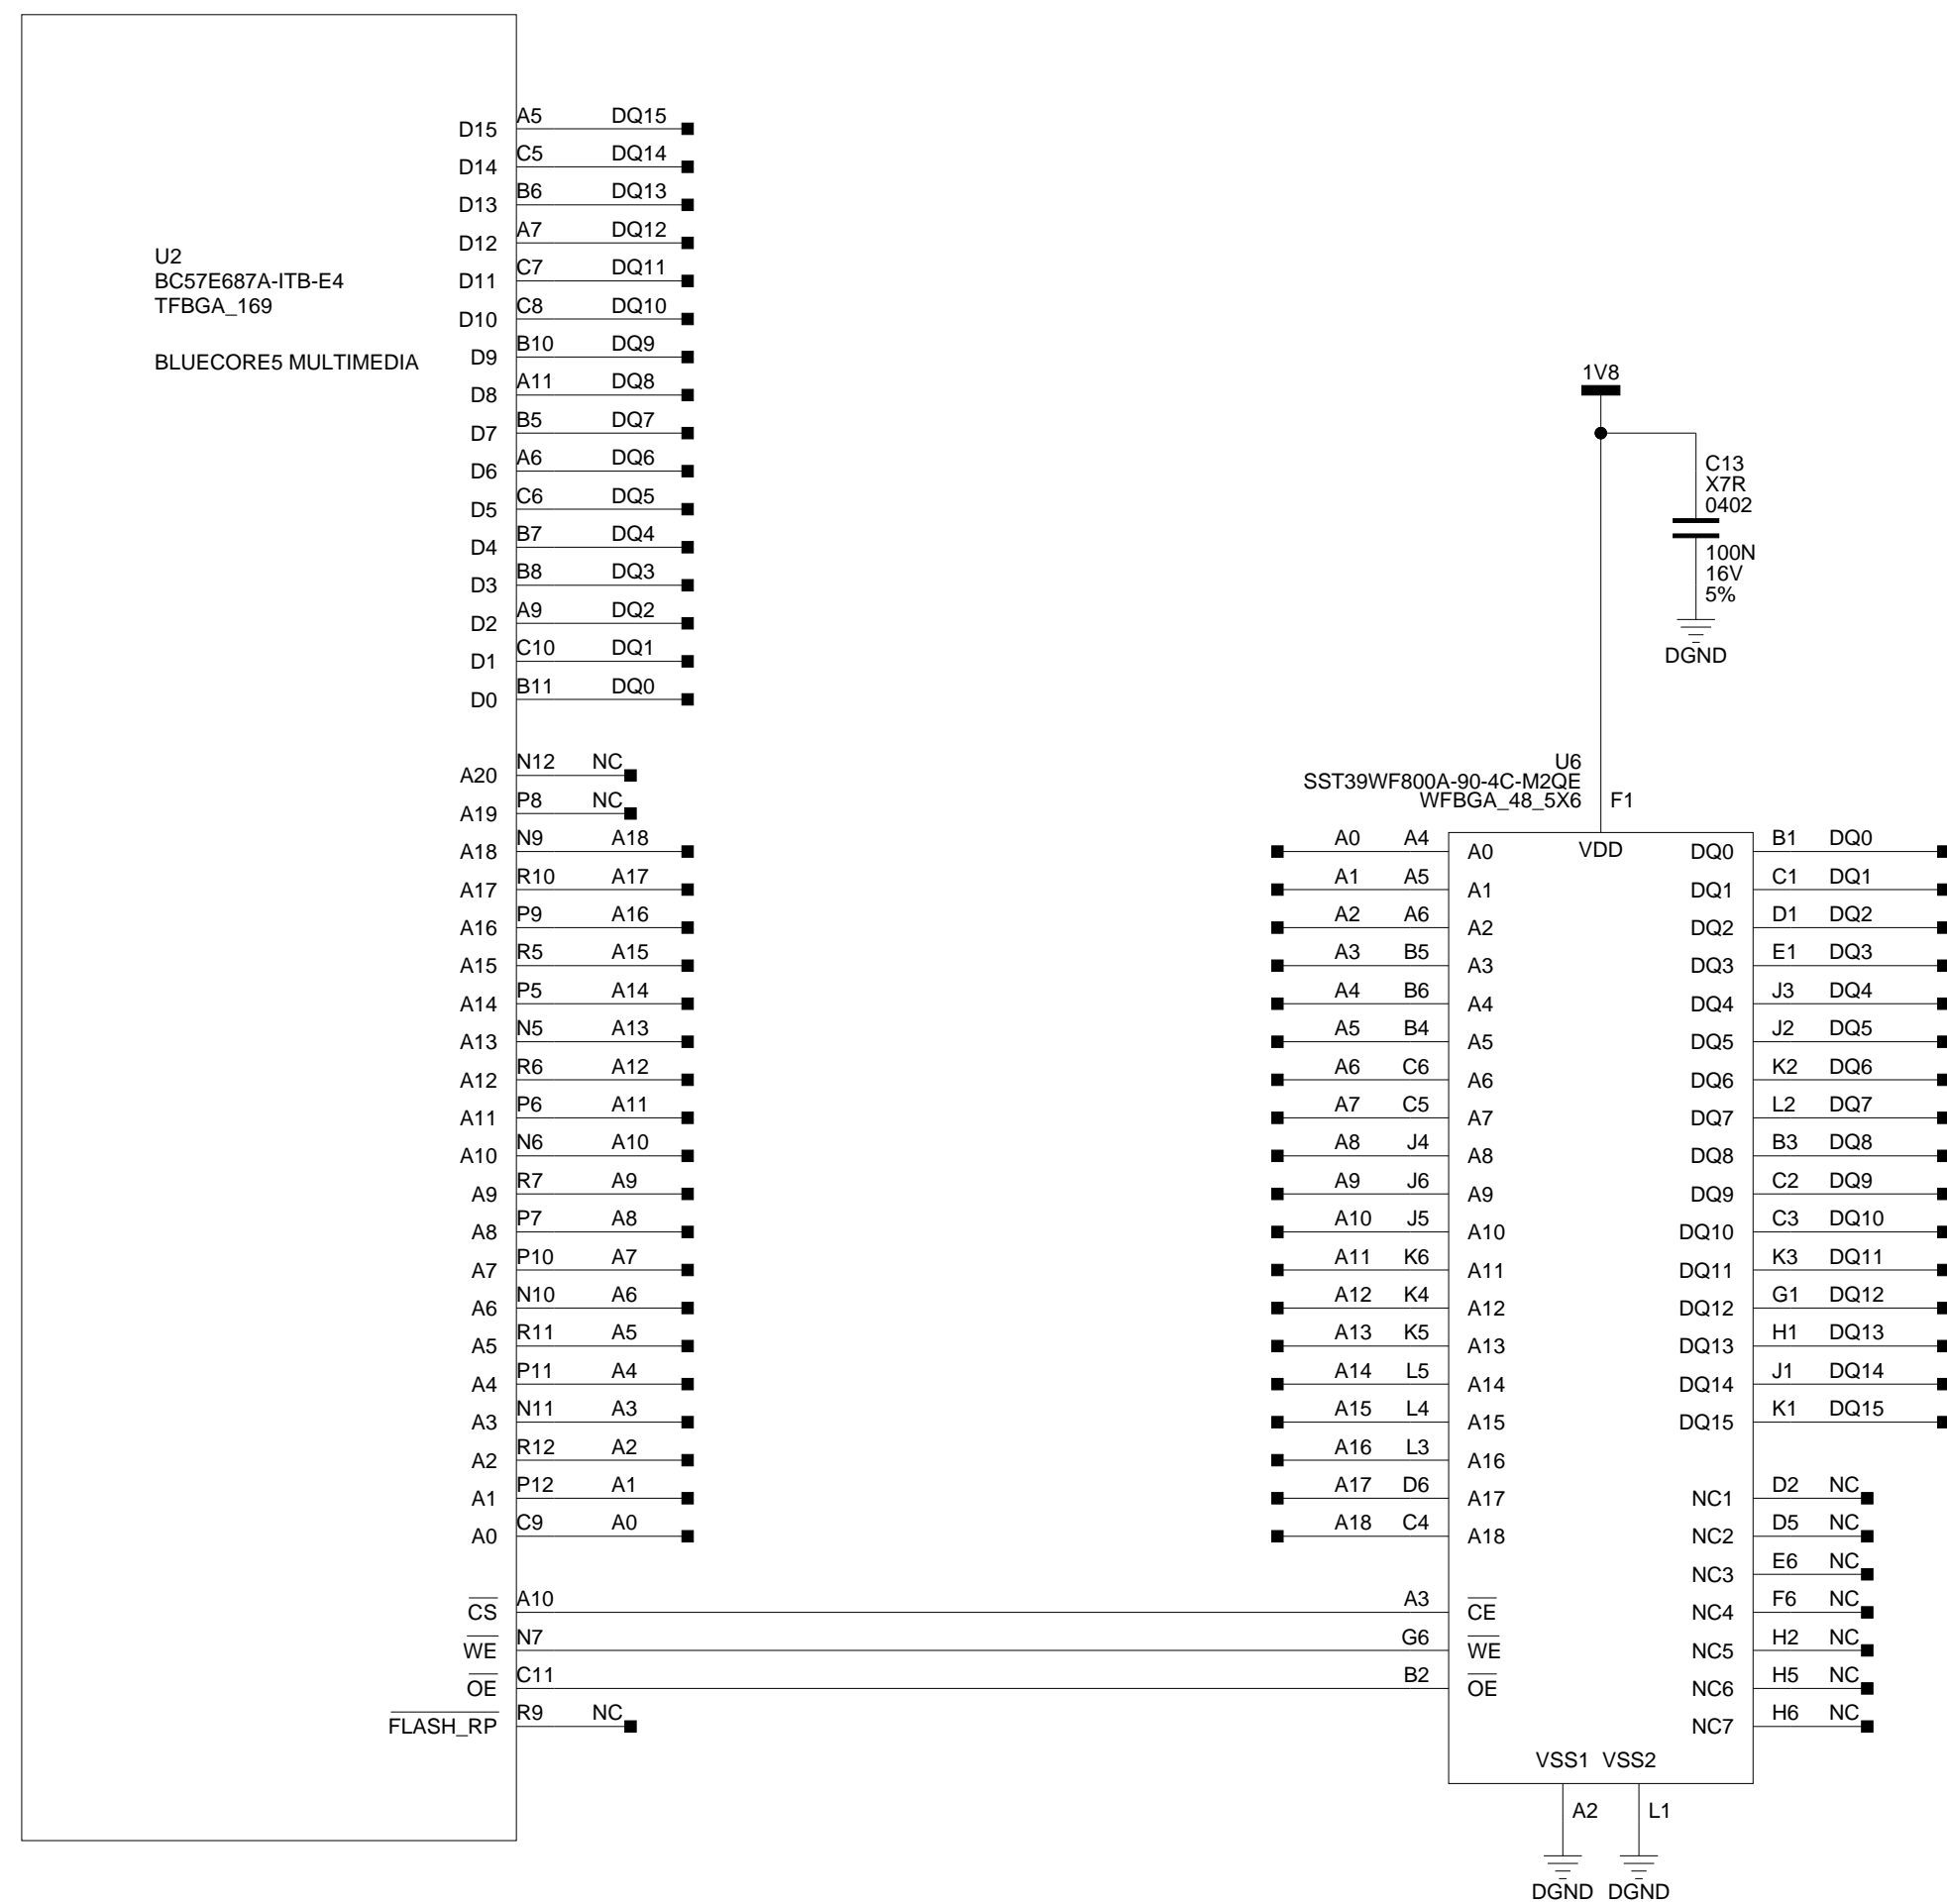 U2
BC57E687A-ITB-E4
TFBGA_169
BLUECORE5 MULTIMEDIA
D15 A5 DQ15
D14 C5 DQ14
D13 B6 DQ13
D12 A7 DQ12
D11 C7 DQ11
D10 C8 DQ10
D9 B10 DQ9
D8 A11 DQ8
D7 B5 DQ7
D6 A6 DQ6
D5 C6 DQ5
D4 B7 DQ4
D3 B8 DQ3
D2 A9 DQ2
D1 C10 DQ1
D0 B11 DQ0
A20 N12 NC
A19 P8 NC
A18 N9 A18
A17 R10 A17
A16 P9 A16
A15 R5 A15
A14 P5 A14
A13 N5 A13
A12 R6 A12
A11 P6 A11
A10 N6 A10
A9 R7 A9
A8 P7 A8
A7 P10 A7
A6 N10 A6
A5 R11 A5
A4 P11 A4
A3 N11 A3
A2 R12 A2
A1 P12 A1
A0 C9 A0
CS A10
WE N7
OE C11
FLASH_RP R9 NC
1V8
C13
X7R
0402
100N
16V
5%
DGND
U6
SST39WF800A-90-4C-M2QE
WFBGA_48_5X6
F1
VDD
A0 A4 A0
A1 A5 A1
A2 A6 A2
A3 B5 A3
A4 B6 A4
A5 B4 A5
A6 C6 A6
A7 C5 A7
A8 J4 A8
A9 J6 A9
A10 J5 A10
A11 K6 A11
A12 K4 A12
A13 K5 A13
A14 L5 A14
A15 L4 A15
A16 L3 A16
A17 D6 A17
A18 C4 A18
A3 CE
G6 WE
B2 OE
DQ0 B1 DQ0
DQ1 C1 DQ1
DQ2 D1 DQ2
DQ3 E1 DQ3
DQ4 J3 DQ4
DQ5 J2 DQ5
DQ6 K2 DQ6
DQ7 L2 DQ7
DQ8 B3 DQ8
DQ9 C2 DQ9
DQ10 C3 DQ10
DQ11 K3 DQ11
DQ12 G1 DQ12
DQ13 H1 DQ13
DQ14 J1 DQ14
DQ15 K1 DQ15
NC1 D2 NC
NC2 D5 NC
NC3 E6 NC
NC4 F6 NC
NC5 H2 NC
NC6 H5 NC
NC7 H6 NC
VSS1 VSS2
A2 L1
DGND DGND